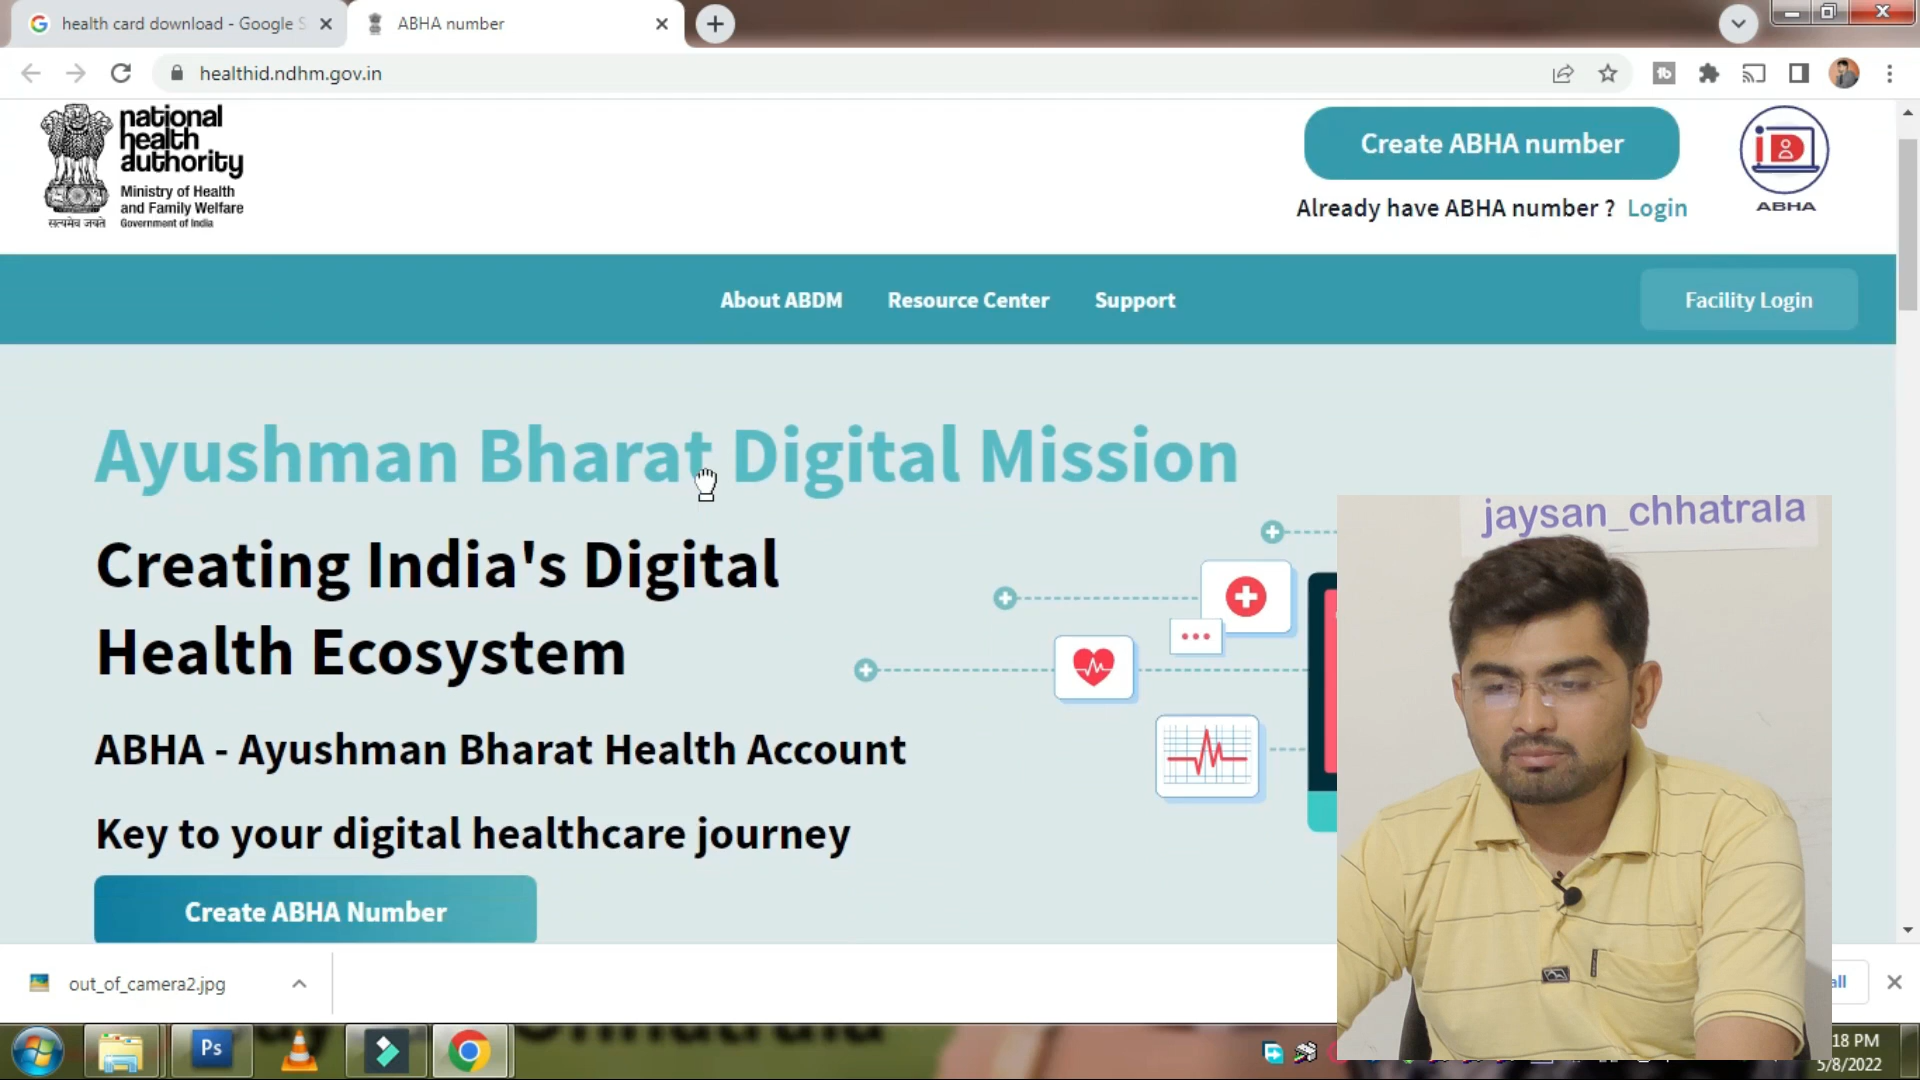 health card download - Google S
ABHA number
healthid.ndhm.gov.in
national
health
authority
Ministry of Health
and Family Welfare
Government of India
सत्यमेव जयते
Create ABHA number
Already have ABHA number ? Login
ABHA
About ABDM
Resource Center
Support
Facility Login
Ayushman Bharat Digital Mission
Creating India's Digital
Health Ecosystem
ABHA - Ayushman Bharat Health Account
Key to your digital healthcare journey
Create ABHA Number
jaysan_chhatrala
out_of_camera2.jpg
all
Ps
18 PM
5/8/2022